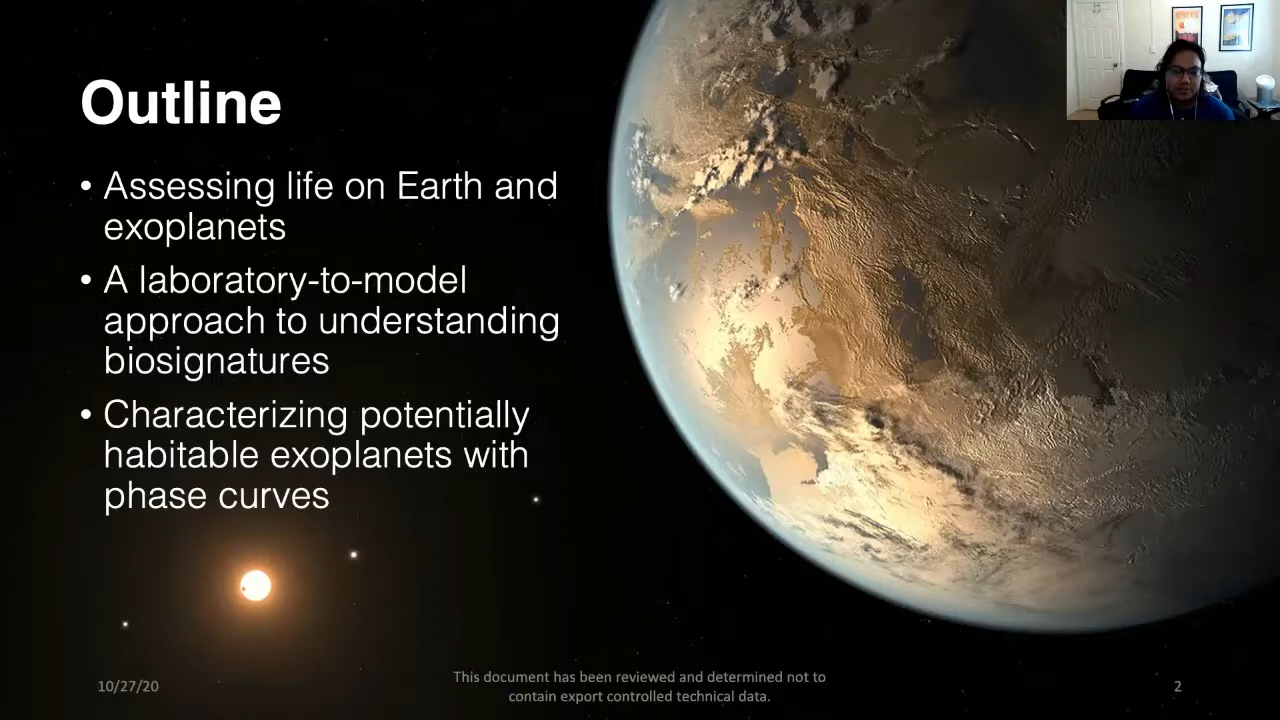 Outline
• Assessing life on Earth and
exoplanets
• A laboratory-to-model
approach to understanding
biosignatures
• Characterizing potentially
habitable exoplanets with
phase curves
10/27/20
This document has been reviewed and determined not to
contain export controlled technical data.
2